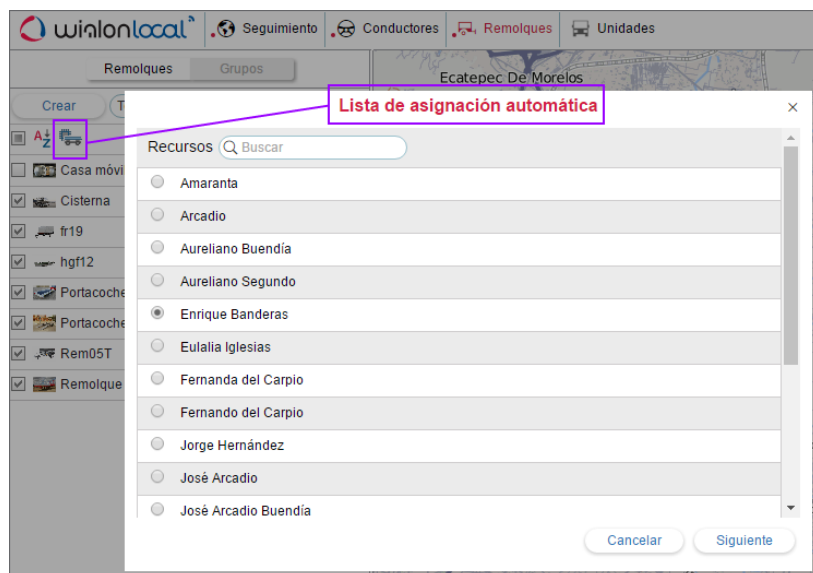 wialon local
Seguimiento
Conductores
Remolques
Unidades
Remolques
Grupos
Ecatepec De Morelos
Crear
T
Lista de asignación automática
AZ
Recursos
Buscar
Casa móvi
Cisterna
fr19
hgf12
Portacoche
Portacoche
Rem05T
Remolque
Amaranta
Arcadio
Aureliano Buendía
Aureliano Segundo
Enrique Banderas
Eulalia Iglesias
Fernanda del Carpio
Fernando del Carpio
Jorge Hernández
José Arcadio
José Arcadio Buendía
Cancelar
Siguiente